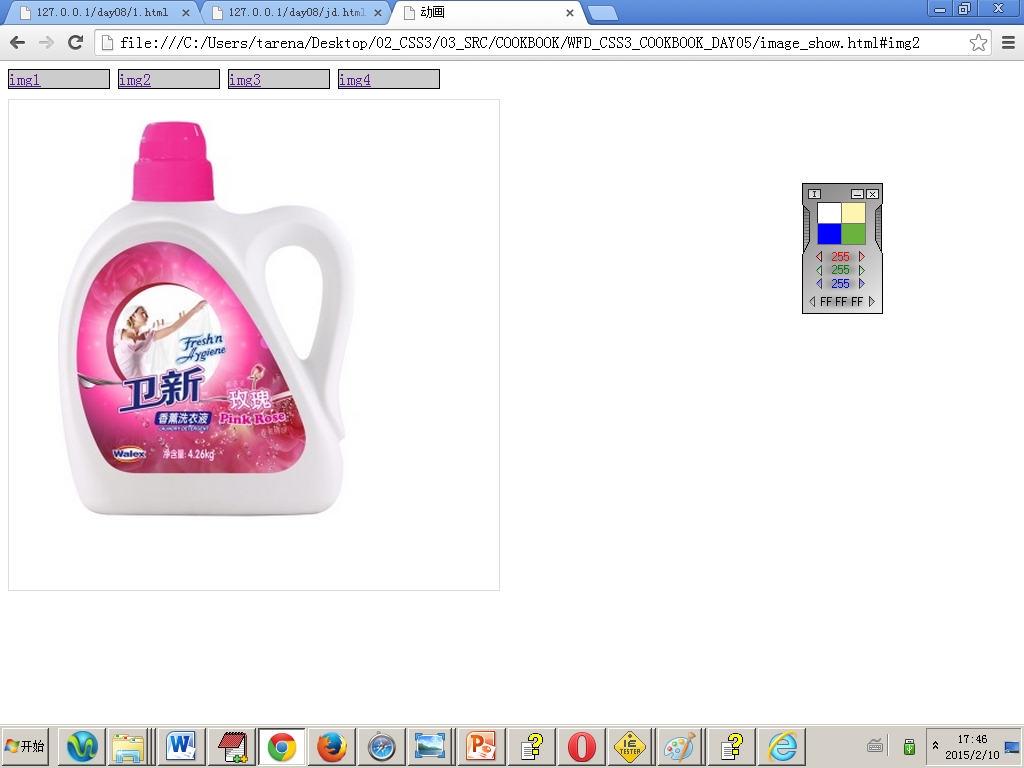 127.0.0.1/day08/1.html
127.0.0.1/day08/jd.html
动画
file:///C:/Users/tarena/Desktop/02_CSS3/03_SRC/COOKBOOK/WFD_CSS3_COOKBOOK_DAY05/image_show.html#img2
img1 img2 img3 img4
Fresh'n
Hygiene
卫新
玫瑰
香薰洗衣液
Pink Rose
LAUNDRY DETERGENT
Walex
净含量: 4.26kg
255
255
255
FF FF FF
开始
IE
TESTER
17:46
2015/2/10